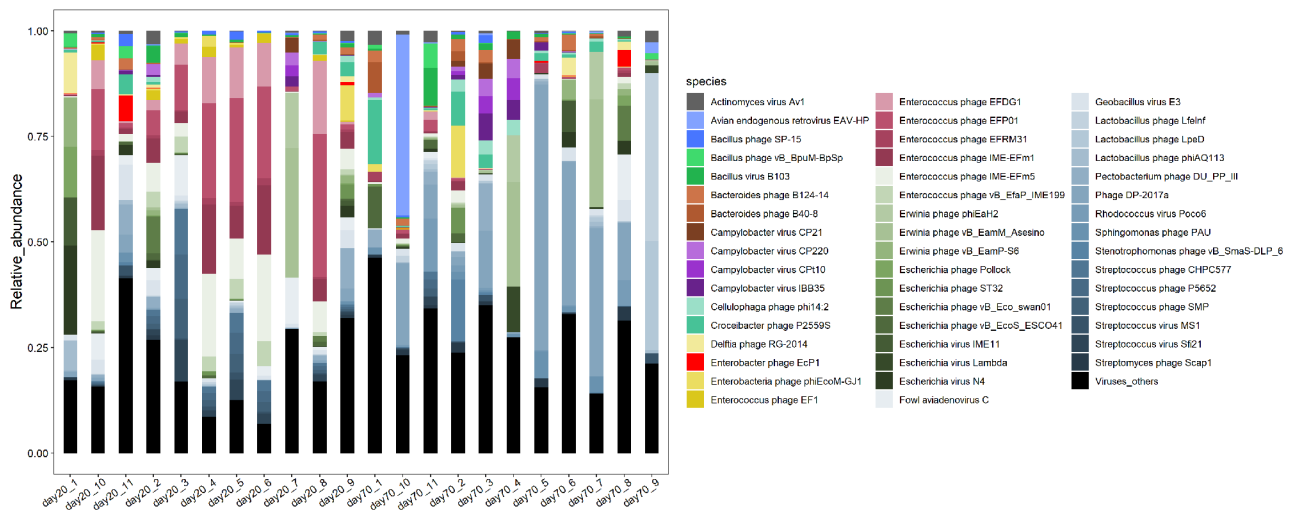 Relative_abundance
1.00
0.75
0.50
0.25
0.00
day20_1
day20_10
day20_11
day20_2
day20_3
day20_4
day20_5
day20_6
day20_7
day20_8
day20_9
day70_1
day70_10
day70_11
day70_2
day70_3
day70_4
day70_5
day70_6
day70_7
day70_8
day70_9
species
Actinomyces virus Av1
Avian endogenous retrovirus EAV-HP
Bacillus phage SP-15
Bacillus phage vB_BpuM-BpSp
Bacillus virus B103
Bacteroides phage B124-14
Bacteroides phage B40-8
Campylobacter virus CP21
Campylobacter virus CP220
Campylobacter virus CPt10
Campylobacter virus IBB35
Cellulophaga phage phi14:2
Croceibacter phage P2559S
Delftia phage RG-2014
Enterobacter phage EcP1
Enterobacteria phage phiEcoM-GJ1
Enterococcus phage EF1
Enterococcus phage EFDG1
Enterococcus phage EFP01
Enterococcus phage EFRM31
Enterococcus phage IME-EFm1
Enterococcus phage IME-EFm5
Enterococcus phage vB_EfaP_IME199
Erwinia phage phiEaH2
Erwinia phage vB_EamM_Asesino
Erwinia phage vB_EamP-S6
Escherichia phage Pollock
Escherichia phage ST32
Escherichia phage vB_Eco_swan01
Escherichia phage vB_EcoS_ESCO41
Escherichia virus IME11
Escherichia virus Lambda
Escherichia virus N4
Fowl aviadenovirus C
Geobacillus virus E3
Lactobacillus phage Lfelnf
Lactobacillus phage LpeD
Lactobacillus phage phiAQ113
Pectobacterium phage DU_PP_III
Phage DP-2017a
Rhodococcus virus Poco6
Sphingomonas phage PAU
Stenotrophomonas phage vB_SmaS-DLP_6
Streptococcus phage CHPC577
Streptococcus phage P5652
Streptococcus phage SMP
Streptococcus virus MS1
Streptococcus virus Sfi21
Streptomyces phage Scap1
Viruses_others